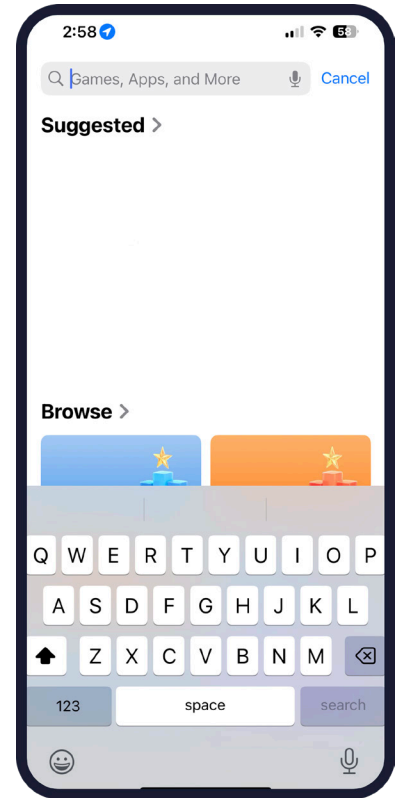 2:58 58
Games, Apps, and More Cancel
Suggested >
Browse >
Q W E R T Y U I O P
A S D F G H J K L
Z X C V B N M
123 space search